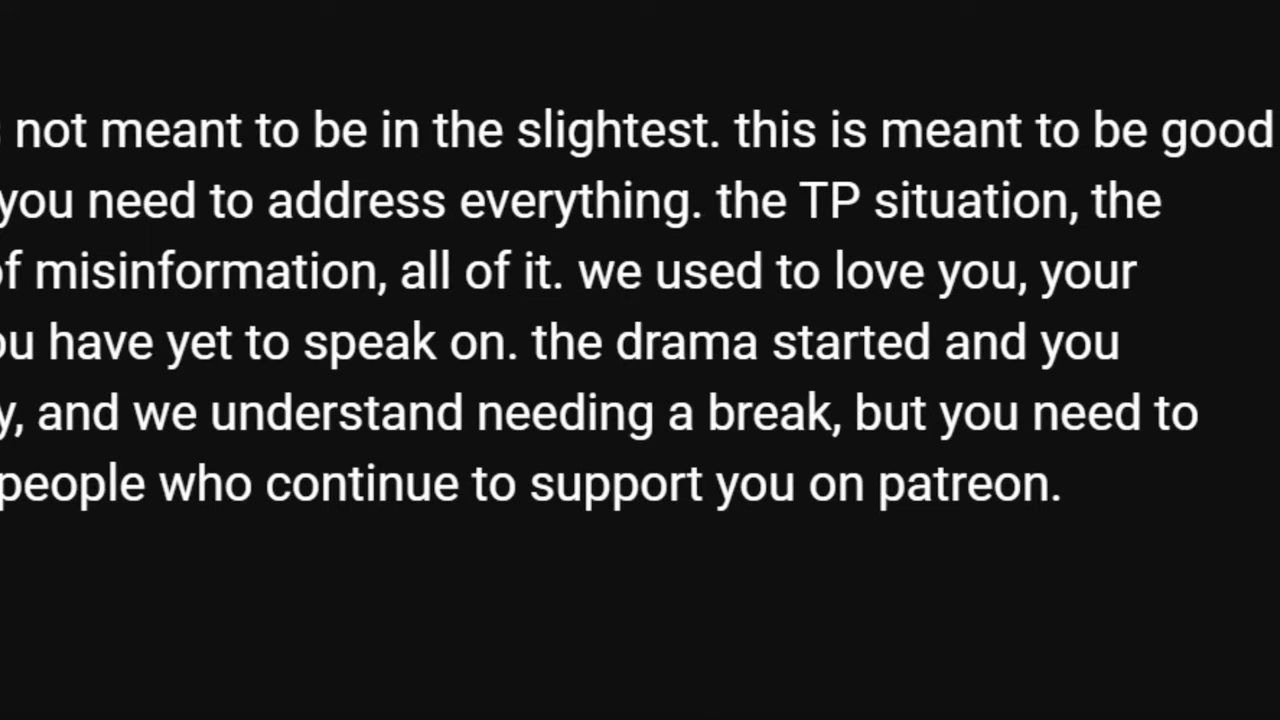 not meant to be in the slightest. this is meant to be good
you need to address everything. the TP situation, the
of misinformation, all of it. we used to love you, your
have yet to speak on. the drama started and you
and we understand needing a break, but you need to
people who continue to support you on patreon.